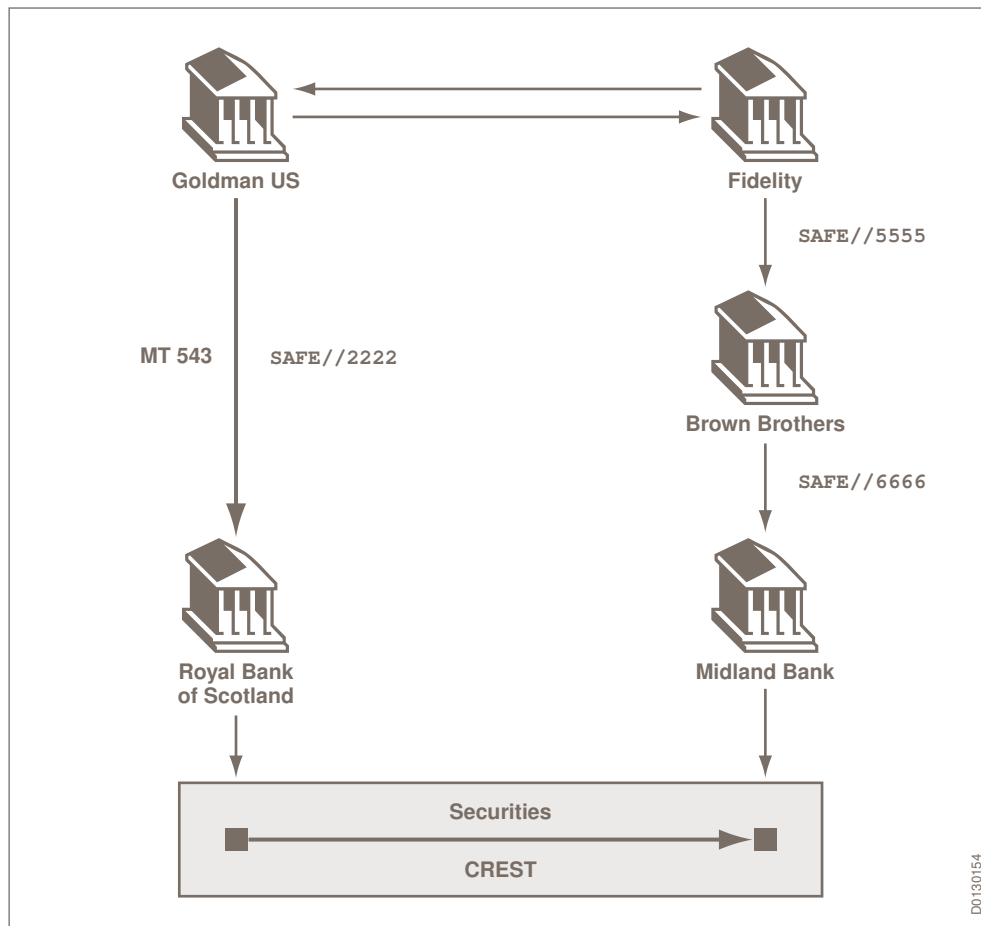 Goldman US
Fidelity
SAFE//5555
MT 543
SAFE//2222
Brown Brothers
SAFE//6666
Royal Bank
of Scotland
Midland Bank
Securities
CREST
D0130154